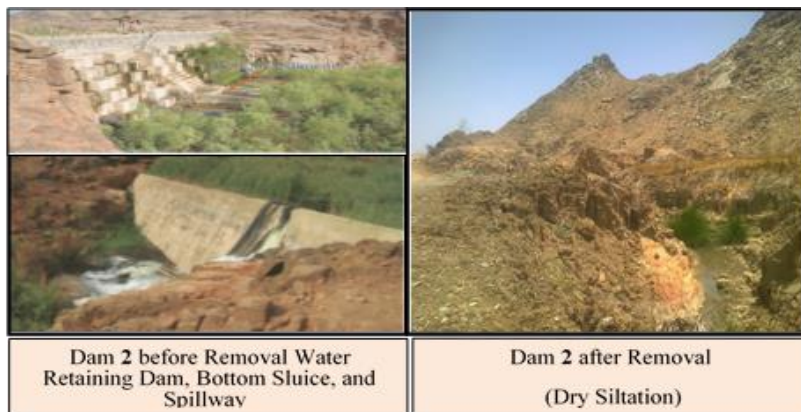 Dam 2 before Removal Water
Retaining Dam, Bottom Sluice, and
Spillway
Dam 2 after Removal
(Dry Siltation)